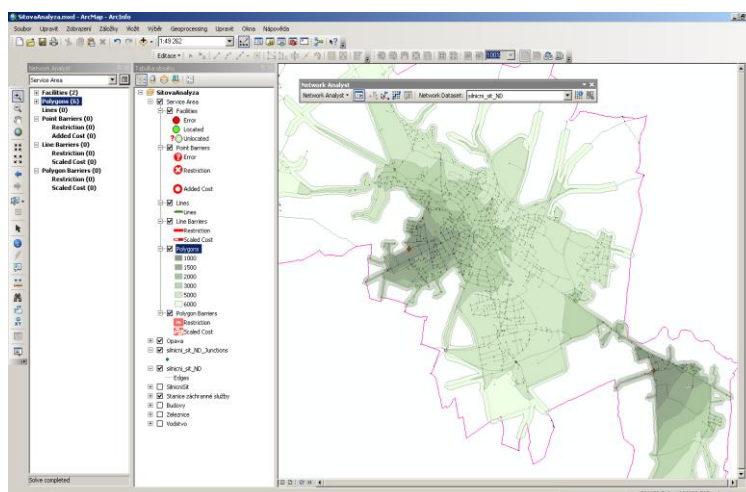 SitovaAnalyza.mxd - ArcMap - ArcInfo
Soubor Upravit Zobrazení Záložky Vložit Výběr Geoprocessing Upravit Okna Nápověda
1:49 262
Editace
100%
Network Analyst
Service Area
Facilities (2)
Polygons (6)
Lines (0)
Point Barriers (0)
Restriction (0)
Added Cost (0)
Line Barriers (0)
Restriction (0)
Scaled Cost (0)
Polygon Barriers (0)
Restriction (0)
Scaled Cost (0)
Solve completed
Tabulka obsahu
SitovaAnalyza
Service Area
Facilities
Error
Located
Unlocated
Point Barriers
Error
Restriction
Added Cost
Lines
Lines
Line Barriers
Restriction
Scaled Cost
Polygons
1000
1500
2000
3000
5000
6000
Polygon Barriers
Restriction
Scaled Cost
Opava
silnicni_sit_ND_Junctions
silnicni_sit_ND
Edges
SilnicniSit
Stanice záchranné služby
Budovy
Zeleznice
Vodstvo
Network Analyst
Network Analyst
Network Dataset: silnicni_sit_ND